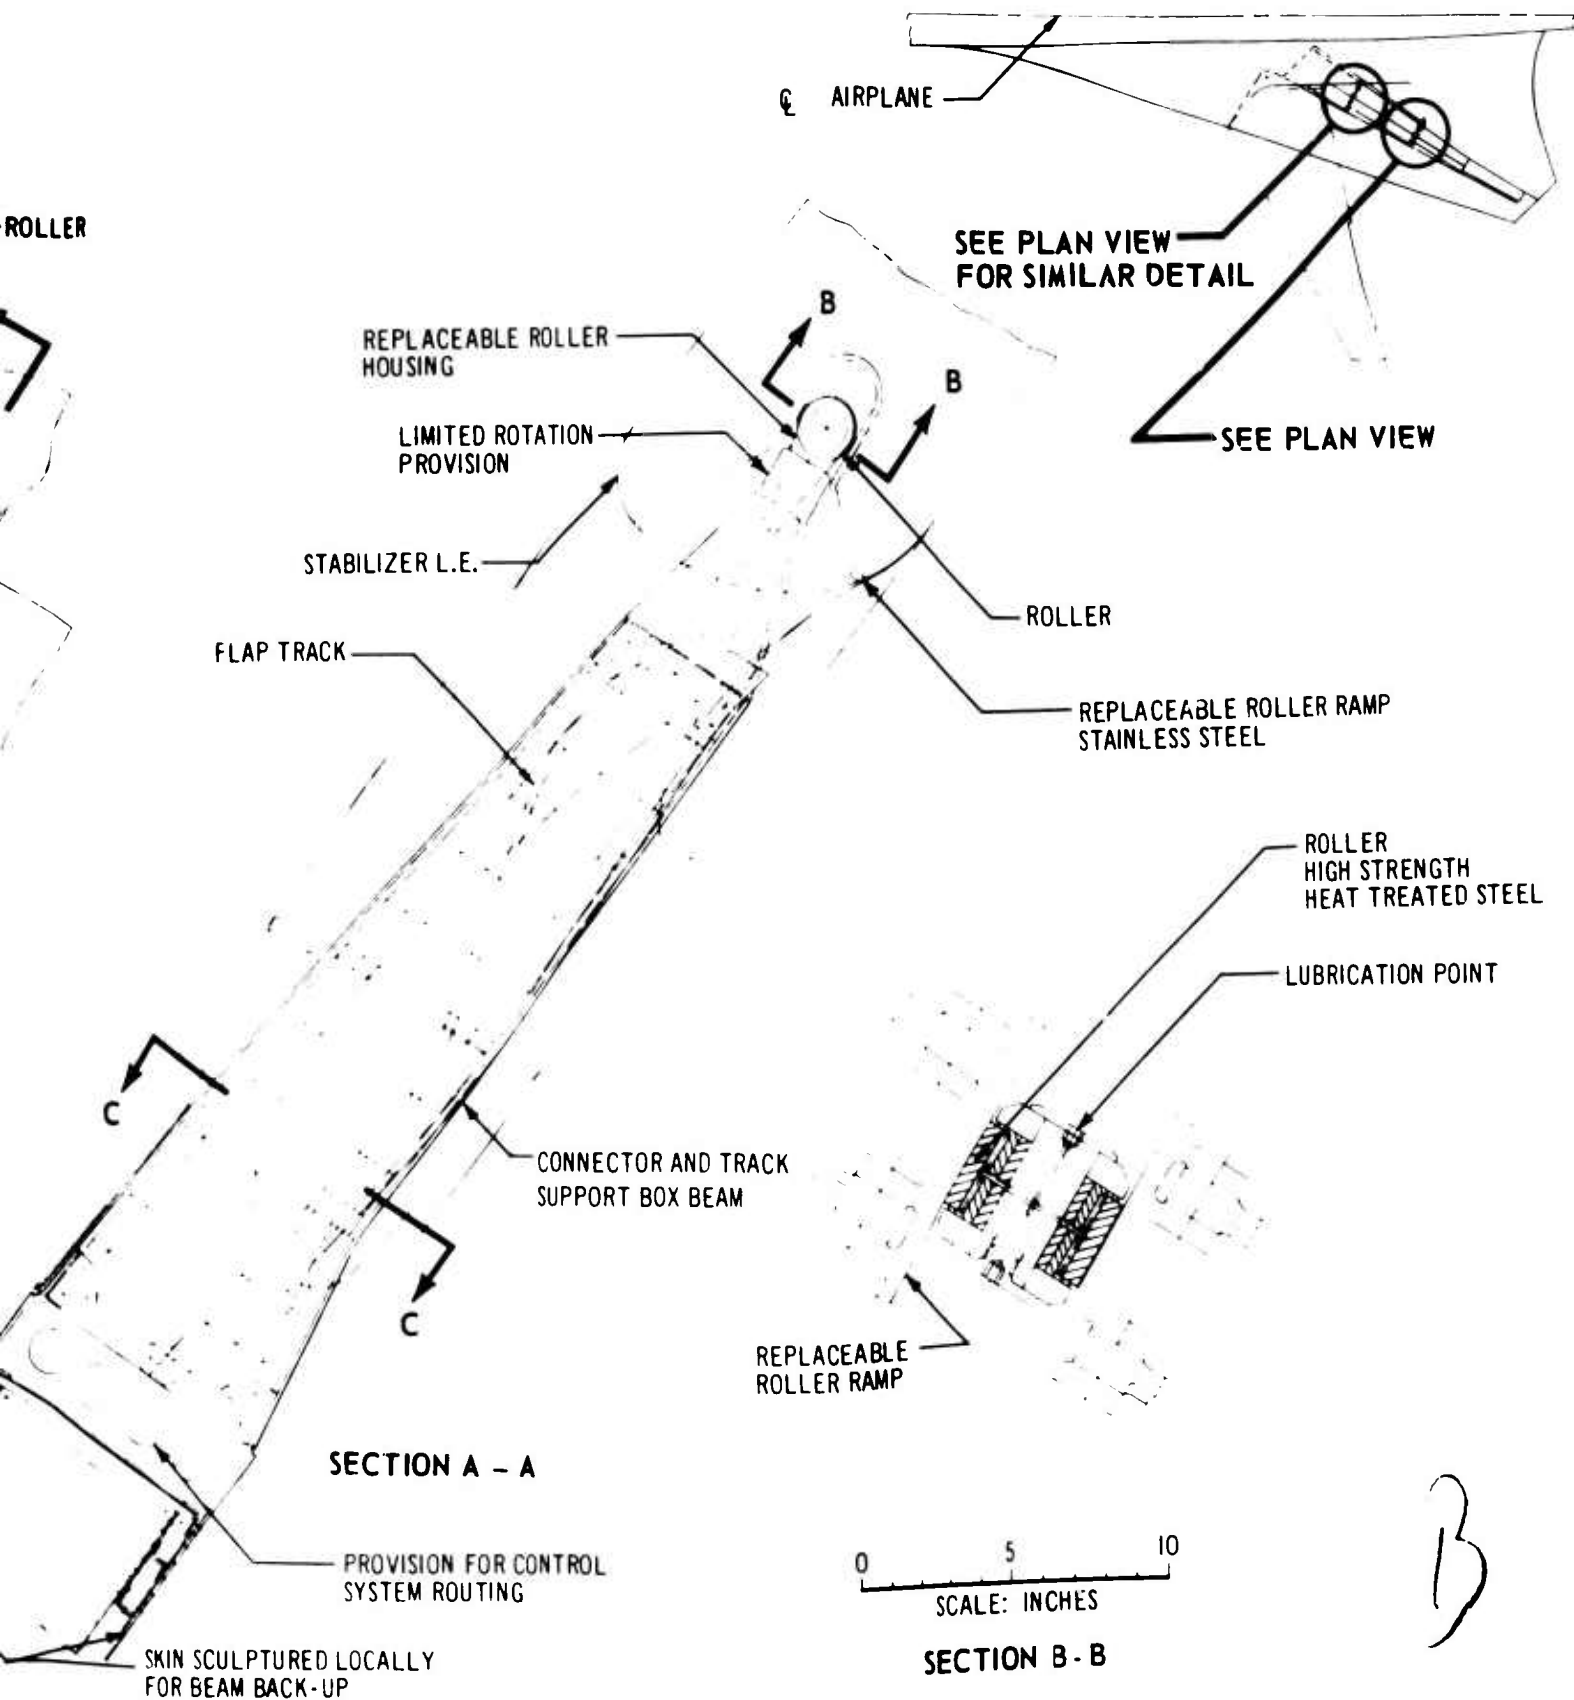 ℄ AIRPLANE
ROLLER
SEE PLAN VIEW
FOR SIMILAR DETAIL
B
REPLACEABLE ROLLER
HOUSING
B
LIMITED ROTATION
PROVISION
SEE PLAN VIEW
STABILIZER L.E.
ROLLER
FLAP TRACK
REPLACEABLE ROLLER RAMP
STAINLESS STEEL
ROLLER
HIGH STRENGTH
HEAT TREATED STEEL
LUBRICATION POINT
C
CONNECTOR AND TRACK
SUPPORT BOX BEAM
C
REPLACEABLE
ROLLER RAMP
SECTION A - A
PROVISION FOR CONTROL
SYSTEM ROUTING
0 5 10
SCALE: INCHES
SECTION B-B
SKIN SCULPTURED LOCALLY
FOR BEAM BACK-UP
B